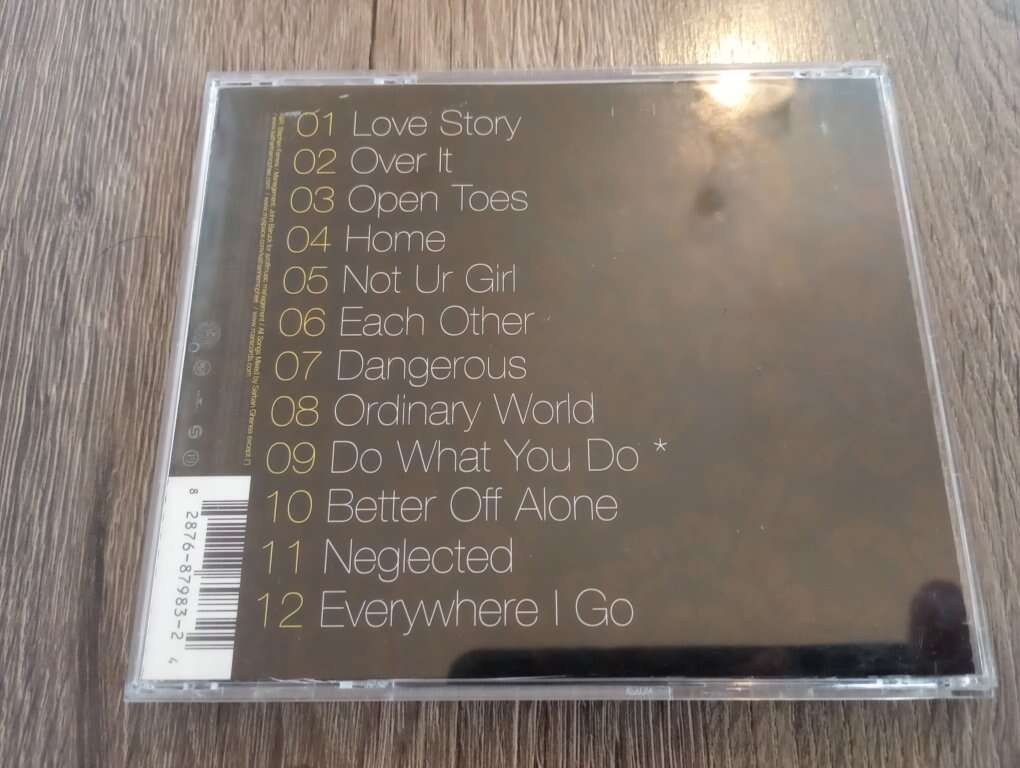 01 Love Story
02 Over It
03 Open Toes
04 Home
05 Not Ur Girl
06 Each Other
07 Dangerous
08 Ordinary World
09 Do What You Do *
10 Better Off Alone
11 Neglected
12 Everywhere I Go
8 2876-87983-2 4